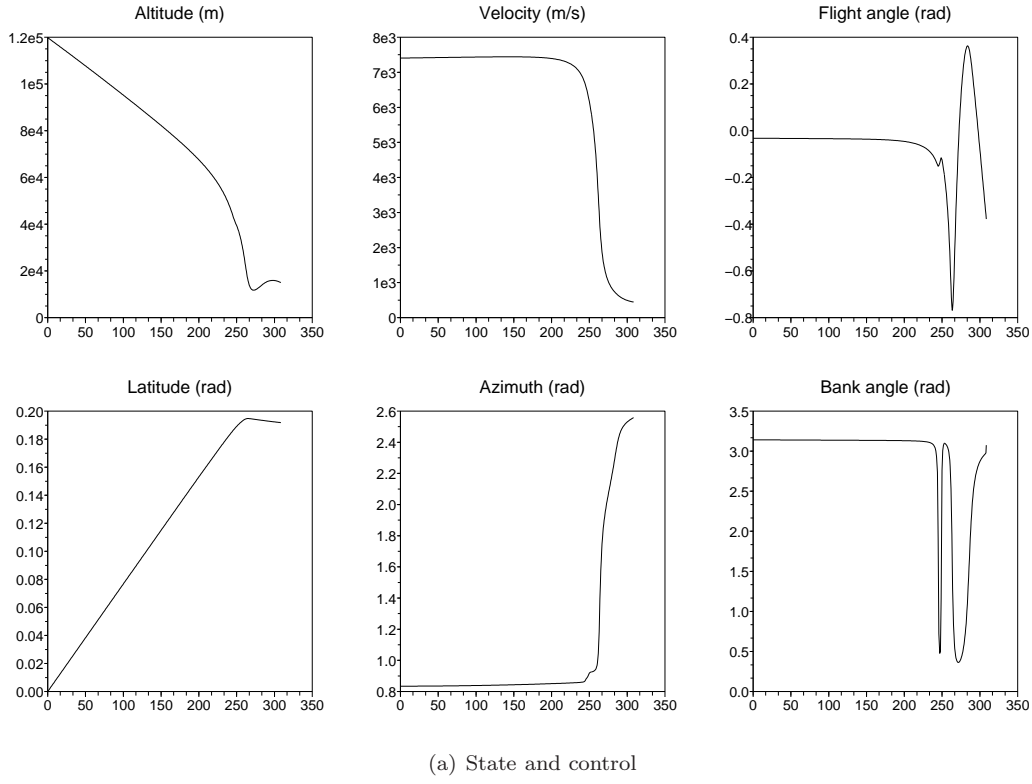 Altitude (m)
1.2e5
1e5
8e4
6e4
4e4
2e4
0
0 50 100 150 200 250 300 350
Velocity (m/s)
8e3
7e3
6e3
5e3
4e3
3e3
2e3
1e3
0
0 50 100 150 200 250 300 350
Flight angle (rad)
0.4
0.2
0.0
−0.2
−0.4
−0.6
−0.8
0 50 100 150 200 250 300 350
Latitude (rad)
0.20
0.18
0.16
0.14
0.12
0.10
0.08
0.06
0.04
0.02
0.00
0 50 100 150 200 250 300 350
Azimuth (rad)
2.6
2.4
2.2
2.0
1.8
1.6
1.4
1.2
1.0
0.8
0 50 100 150 200 250 300 350
Bank angle (rad)
3.5
3.0
2.5
2.0
1.5
1.0
0.5
0.0
0 50 100 150 200 250 300 350
(a) State and control